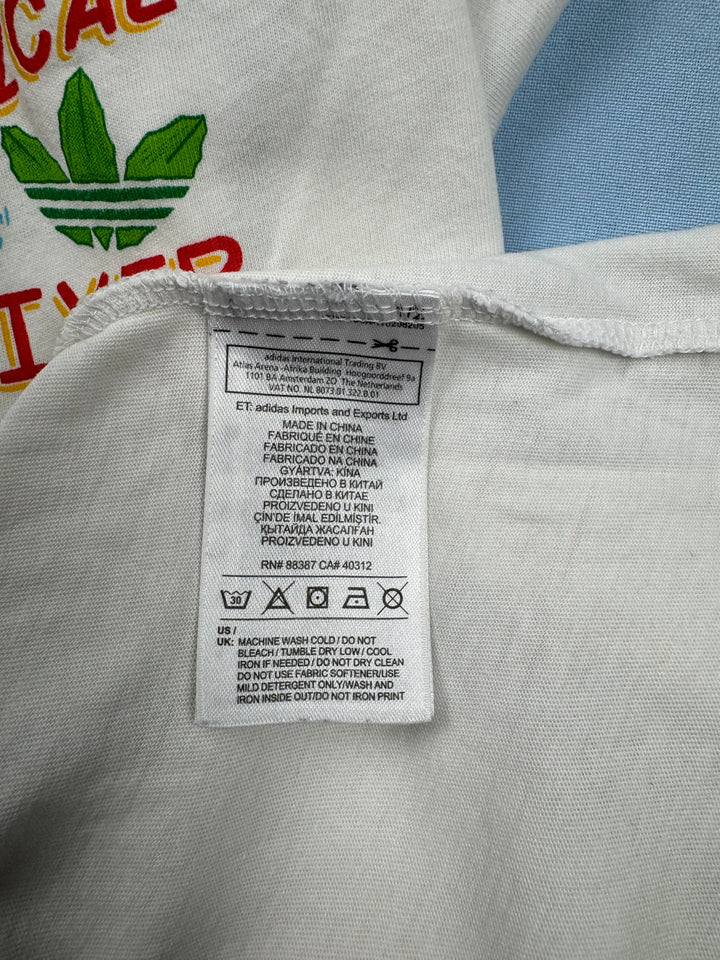 adidas International Trading BV
Atlas Arena -Afrika Building Hoogoorddreef 9a
1101 BA Amsterdam ZO The Netherlands
VAT NO. NL 8073.01.322.B.01
ET: adidas Imports and Exports Ltd
MADE IN CHINA
FABRIQUÉ EN CHINE
FABRICADO EN CHINA
FABRICADO NA CHINA
GYÁRTVA: KÍNA
ПРОИЗВЕДЕНО В КИТАЙ
СДЕЛАНО В КИТАЕ
PROIZVEDENO U KINI
ÇİN'DE İMAL EDİLMİŞTİR.
ҚЫТАЙДА ЖАСАЛҒАН
PROIZVEDENO U KINI
RN# 88387 CA# 40312
30
US /
UK: MACHINE WASH COLD / DO NOT
BLEACH / TUMBLE DRY LOW / COOL
IRON IF NEEDED / DO NOT DRY CLEAN
DO NOT USE FABRIC SOFTENER/USE
MILD DETERGENT ONLY/WASH AND
IRON INSIDE OUT/DO NOT IRON PRINT